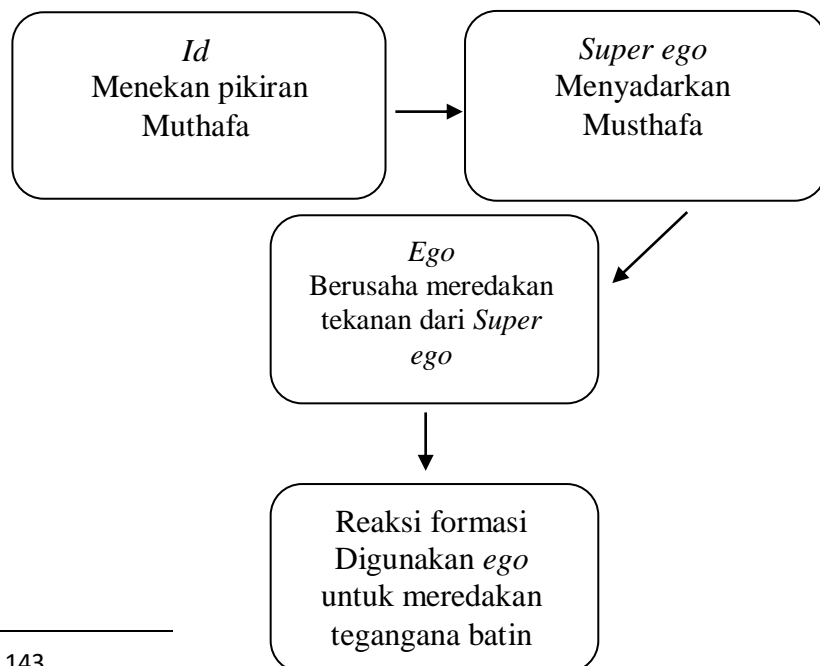 Id
Menekan pikiran
Muthafa
Super ego
Menyadarkan
Musthafa
Ego
Berusaha meredakan
tekanan dari Super
ego
Reaksi formasi
Digunakan ego
untuk meredakan
tegangana batin
143